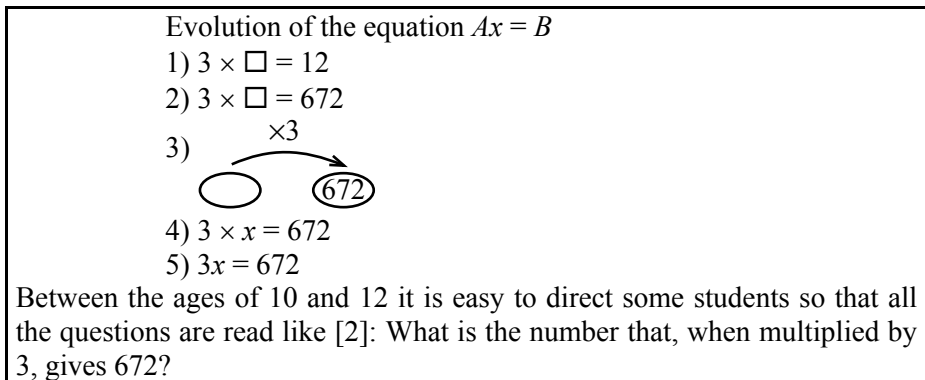 Evolution of the equation Ax = B
1) 3 × □ = 12
2) 3 × □ = 672
×3
3)
672
4) 3 × x = 672
5) 3x = 672
Between the ages of 10 and 12 it is easy to direct some students so that all
the questions are read like [2]: What is the number that, when multiplied by
3, gives 672?